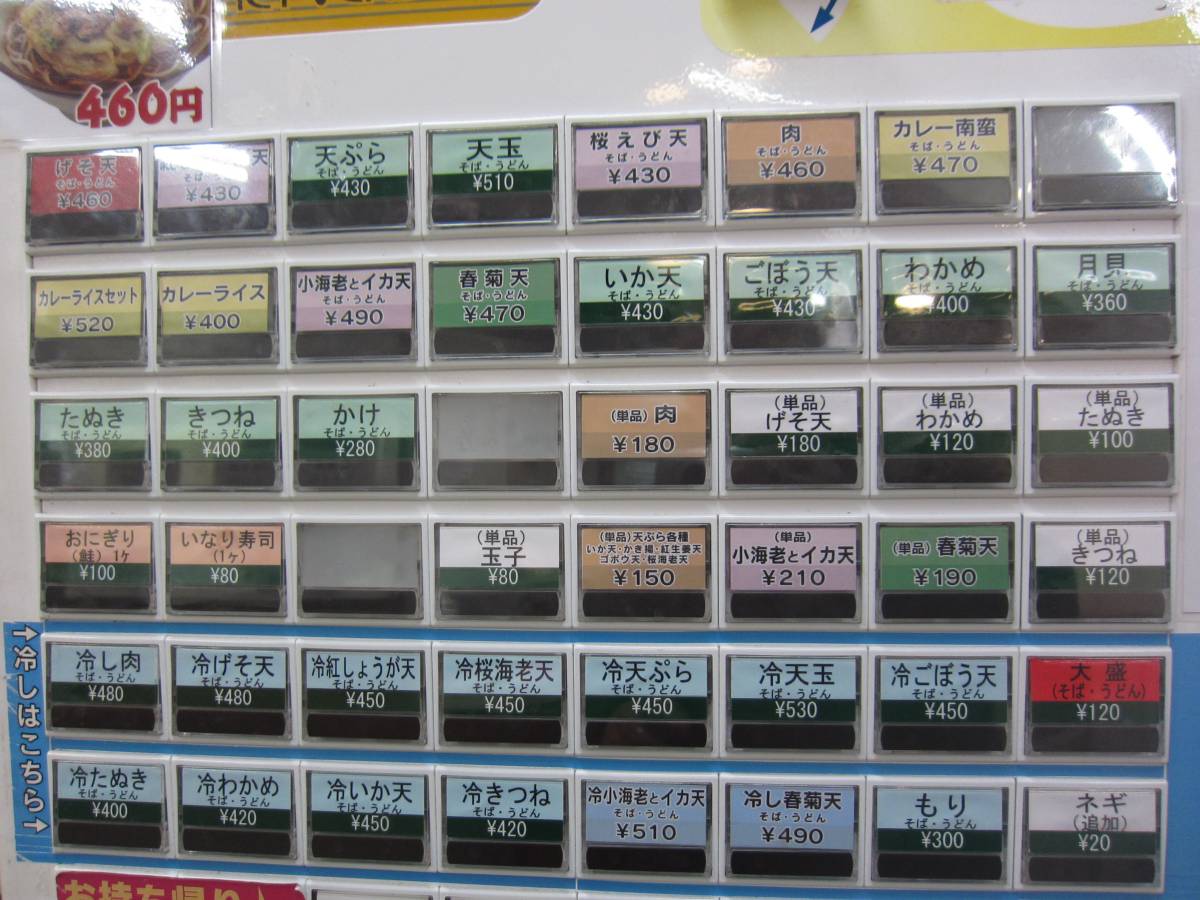 460円
げそ天
そば・うどん
¥460
天
そば・うどん
¥430
天ぷら
そば・うどん
¥430
天玉
そば・うどん
¥510
桜えび天
そば・うどん
¥430
肉
そば・うどん
¥460
カレー南蛮
そば・うどん
¥470
カレーライスセット
¥520
カレーライス
¥400
小海老とイカ天
そば・うどん
¥490
春菊天
そば・うどん
¥470
いか天
そば・うどん
¥430
ごぼう天
そば・うどん
¥430
わかめ
そば・うどん
¥400
月見
そば・うどん
¥360
たぬき
そば・うどん
¥380
きつね
そば・うどん
¥400
かけ
そば・うどん
¥280
(単品)肉
¥180
(単品)
げそ天
¥180
(単品)
わかめ
¥120
(単品)
たぬき
¥100
おにぎり
(鮭)1ケ
¥100
いなり寿司
(1ヶ)
¥80
(単品)
玉子
¥80
(単品)天ぷら各種
いか天・かき揚・紅生姜天
ゴボウ天・桜海老天
¥150
(単品)
小海老とイカ天
¥210
(単品)春菊天
¥190
(単品)
きつね
¥120
→冷しはこちら→
冷し肉
そば・うどん
¥480
冷げそ天
そば・うどん
¥480
冷紅しょうが天
そば・うどん
¥450
冷桜海老天
そば・うどん
¥450
冷天ぷら
そば・うどん
¥450
冷天玉
そば・うどん
¥530
冷ごぼう天
そば・うどん
¥450
大盛
(そば・うどん)
¥120
冷たぬき
そば・うどん
¥400
冷わかめ
そば・うどん
¥420
冷いか天
そば・うどん
¥450
冷きつね
そば・うどん
¥420
冷小海老とイカ天
そば・うどん
¥510
冷し春菊天
そば・うどん
¥490
もり
そば・うどん
¥300
ネギ
(追加)
¥20
お持ち帰り